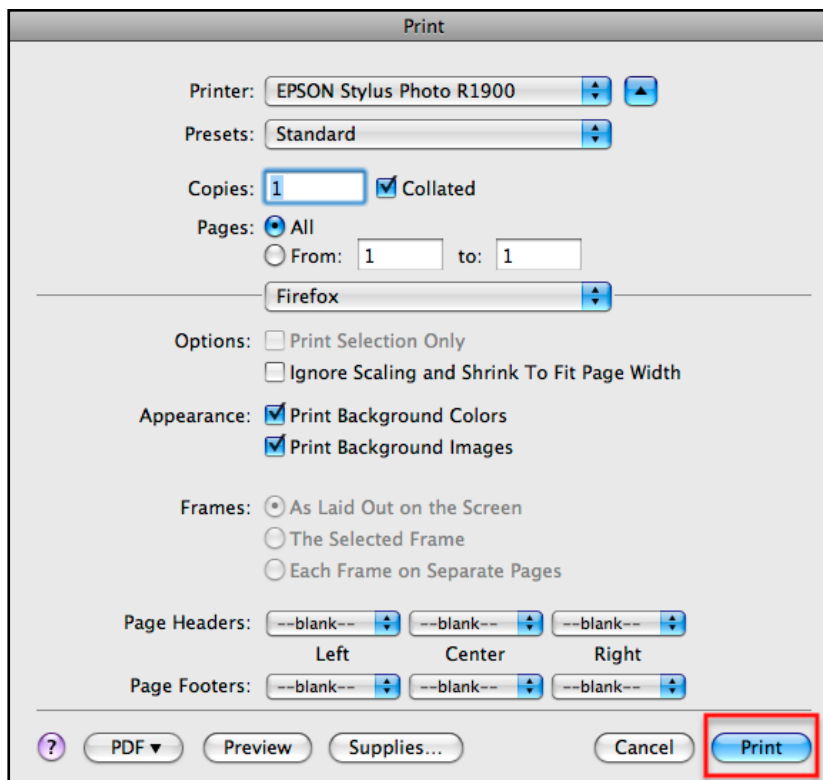 Print
Printer: EPSON Stylus Photo R1900
Presets: Standard
Copies: 1 Collated
Pages: All
From: 1 to: 1
Firefox
Options: Print Selection Only
Ignore Scaling and Shrink To Fit Page Width
Appearance: Print Background Colors
Print Background Images
Frames: As Laid Out on the Screen
The Selected Frame
Each Frame on Separate Pages
Page Headers: --blank-- --blank-- --blank--
Left Center Right
Page Footers: --blank-- --blank-- --blank--
? PDF▼ Preview Supplies... Cancel Print